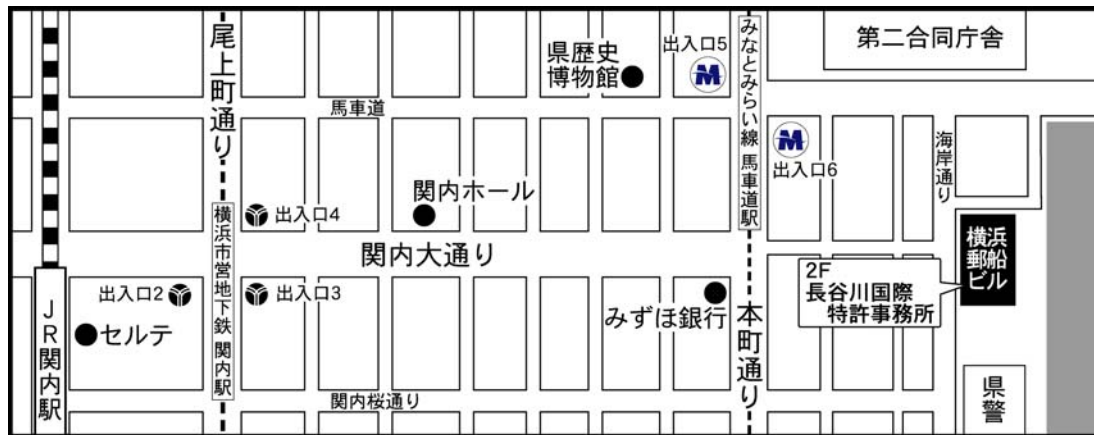 尾上町通り
県歴史
博物館
出入口5
M
みなとみらい線 馬車道駅
第二合同庁舎
馬車道
M
出入口6
海岸通り
関内ホール
出入口4
横浜市営地下鉄 関内駅
関内大通り
横浜
郵船
ビル
2F
長谷川国際
特許事務所
出入口2
出入口3
JR関内駅
セルテ
みずほ銀行
本町通り
関内桜通り
県警